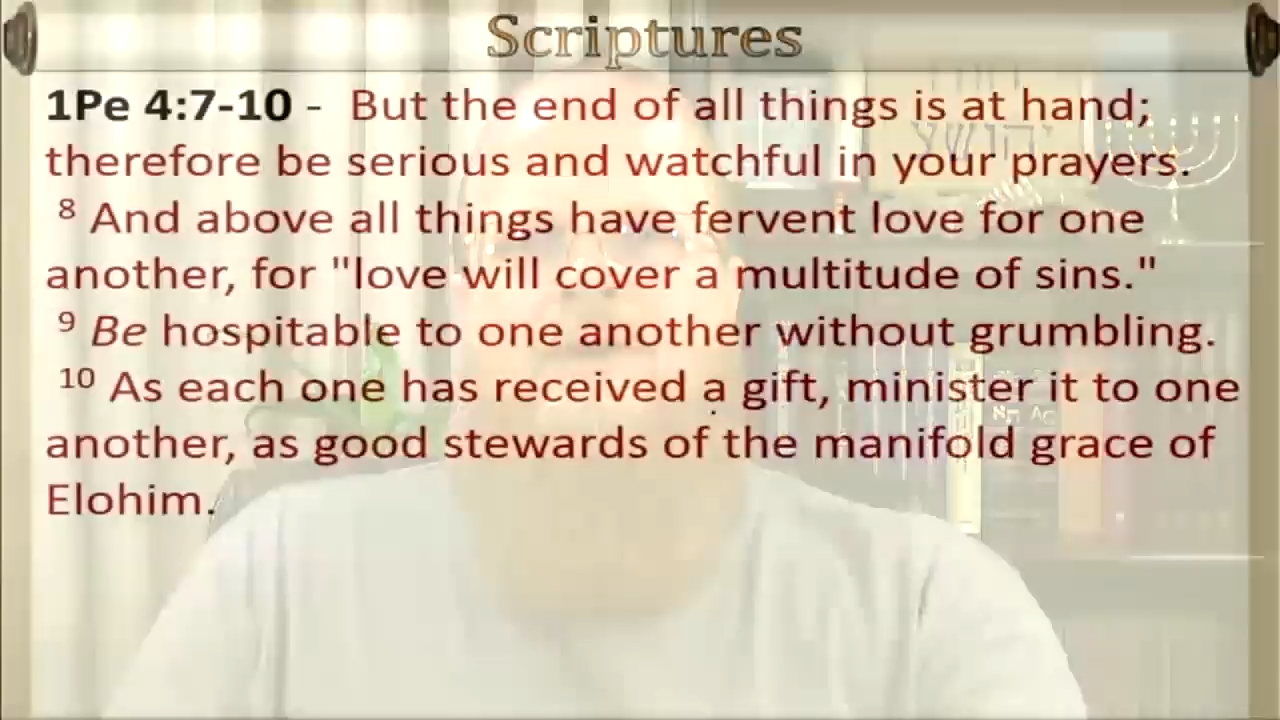 Scriptures
1Pe 4:7-10 - But the end of all things is at hand;
therefore be serious and watchful in your prayers.
8 And above all things have fervent love for one
another, for "love will cover a multitude of sins."
9 Be hospitable to one another without grumbling.
10 As each one has received a gift, minister it to one
another, as good stewards of the manifold grace of
Elohim.